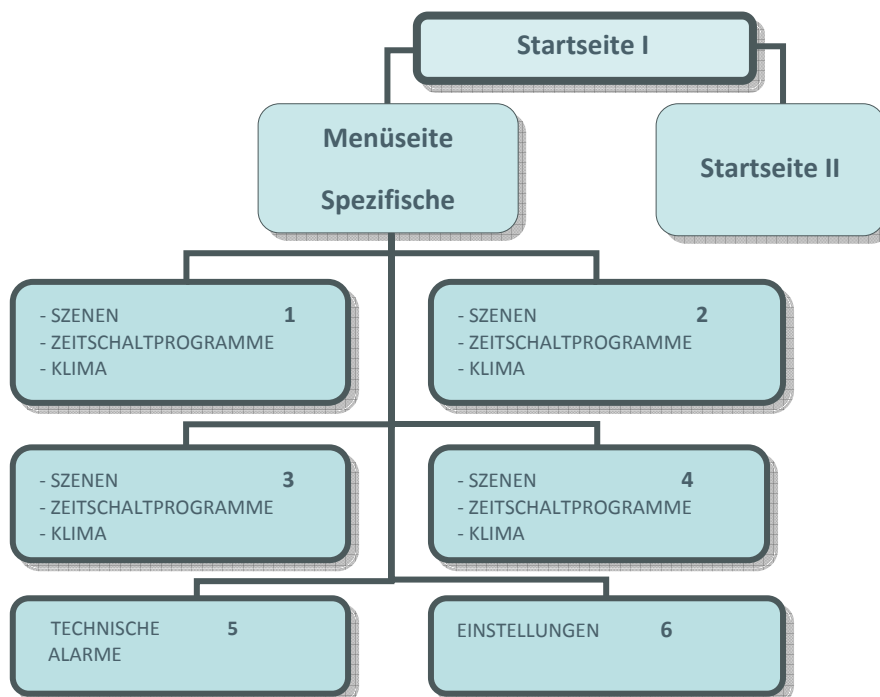 Startseite I
Menüseite
Spezifische
Startseite II
- SZENEN 1
- ZEITSCHALTPROGRAMME
- KLIMA
- SZENEN 2
- ZEITSCHALTPROGRAMME
- KLIMA
- SZENEN 3
- ZEITSCHALTPROGRAMME
- KLIMA
- SZENEN 4
- ZEITSCHALTPROGRAMME
- KLIMA
TECHNISCHE 5
ALARME
EINSTELLUNGEN 6